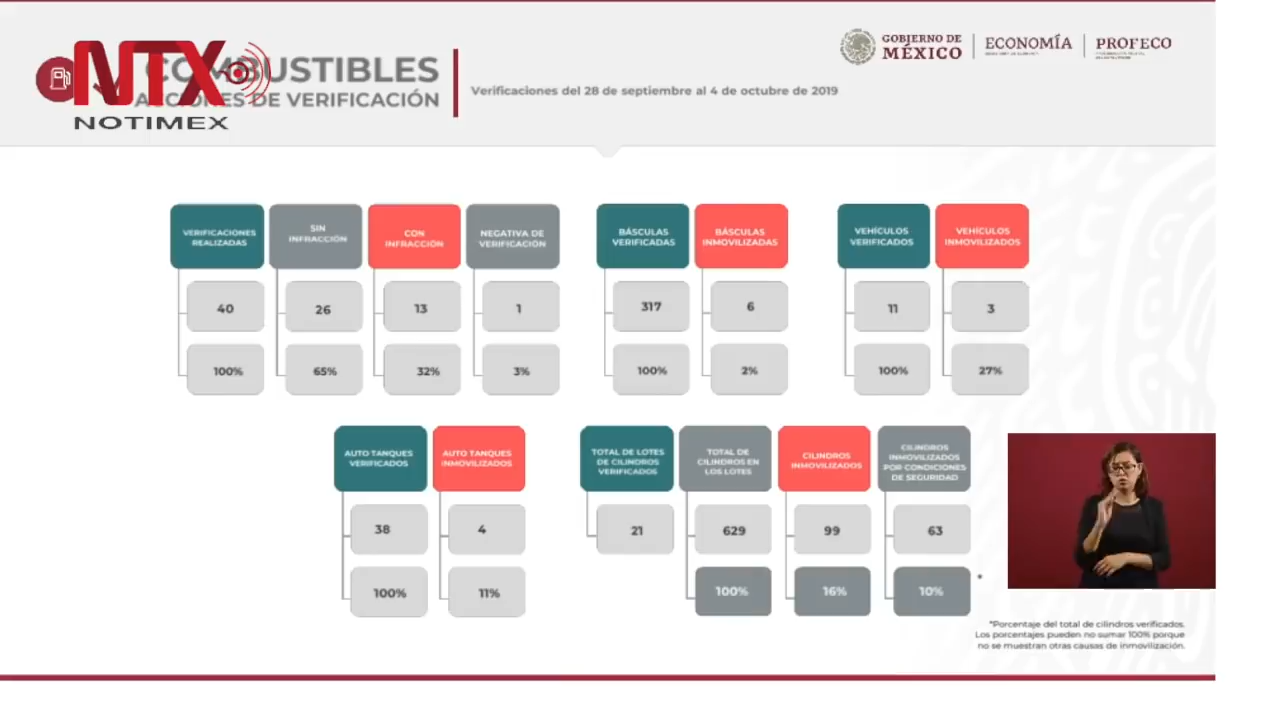 NTX
NOTIMEX
COMBUSTIBLES
ACCIONES DE VERIFICACIÓN
Verificaciones del 28 de septiembre al 4 de octubre de 2019
GOBIERNO DE
MÉXICO
ECONOMÍA
PROFECO
VERIFICACIONES
REALIZADAS
SIN
INFRACCIÓN
CON
INFRACCIÓN
NEGATIVA DE
VERIFICACIÓN
BÁSCULAS
VERIFICADAS
BÁSCULAS
INMOVILIZADAS
VEHÍCULOS
VERIFICADOS
VEHÍCULOS
INMOVILIZADOS
40
26
13
1
317
6
11
3
100%
65%
32%
3%
100%
2%
100%
27%
AUTO TANQUES
VERIFICADOS
AUTO TANQUES
INMOVILIZADOS
TOTAL DE LOTES
DE CILINDROS
VERIFICADOS
TOTAL DE
CILINDROS EN
LOS LOTES
CILINDROS
INMOVILIZADOS
CILINDROS
INMOVILIZADOS
POR CONDICIONES
DE SEGURIDAD
38
4
21
629
99
63
100%
11%
100%
16%
10%
*
*Porcentaje del total de cilindros verificados.
Los porcentajes pueden no sumar 100% porque
no se muestran otras causas de inmovilización.